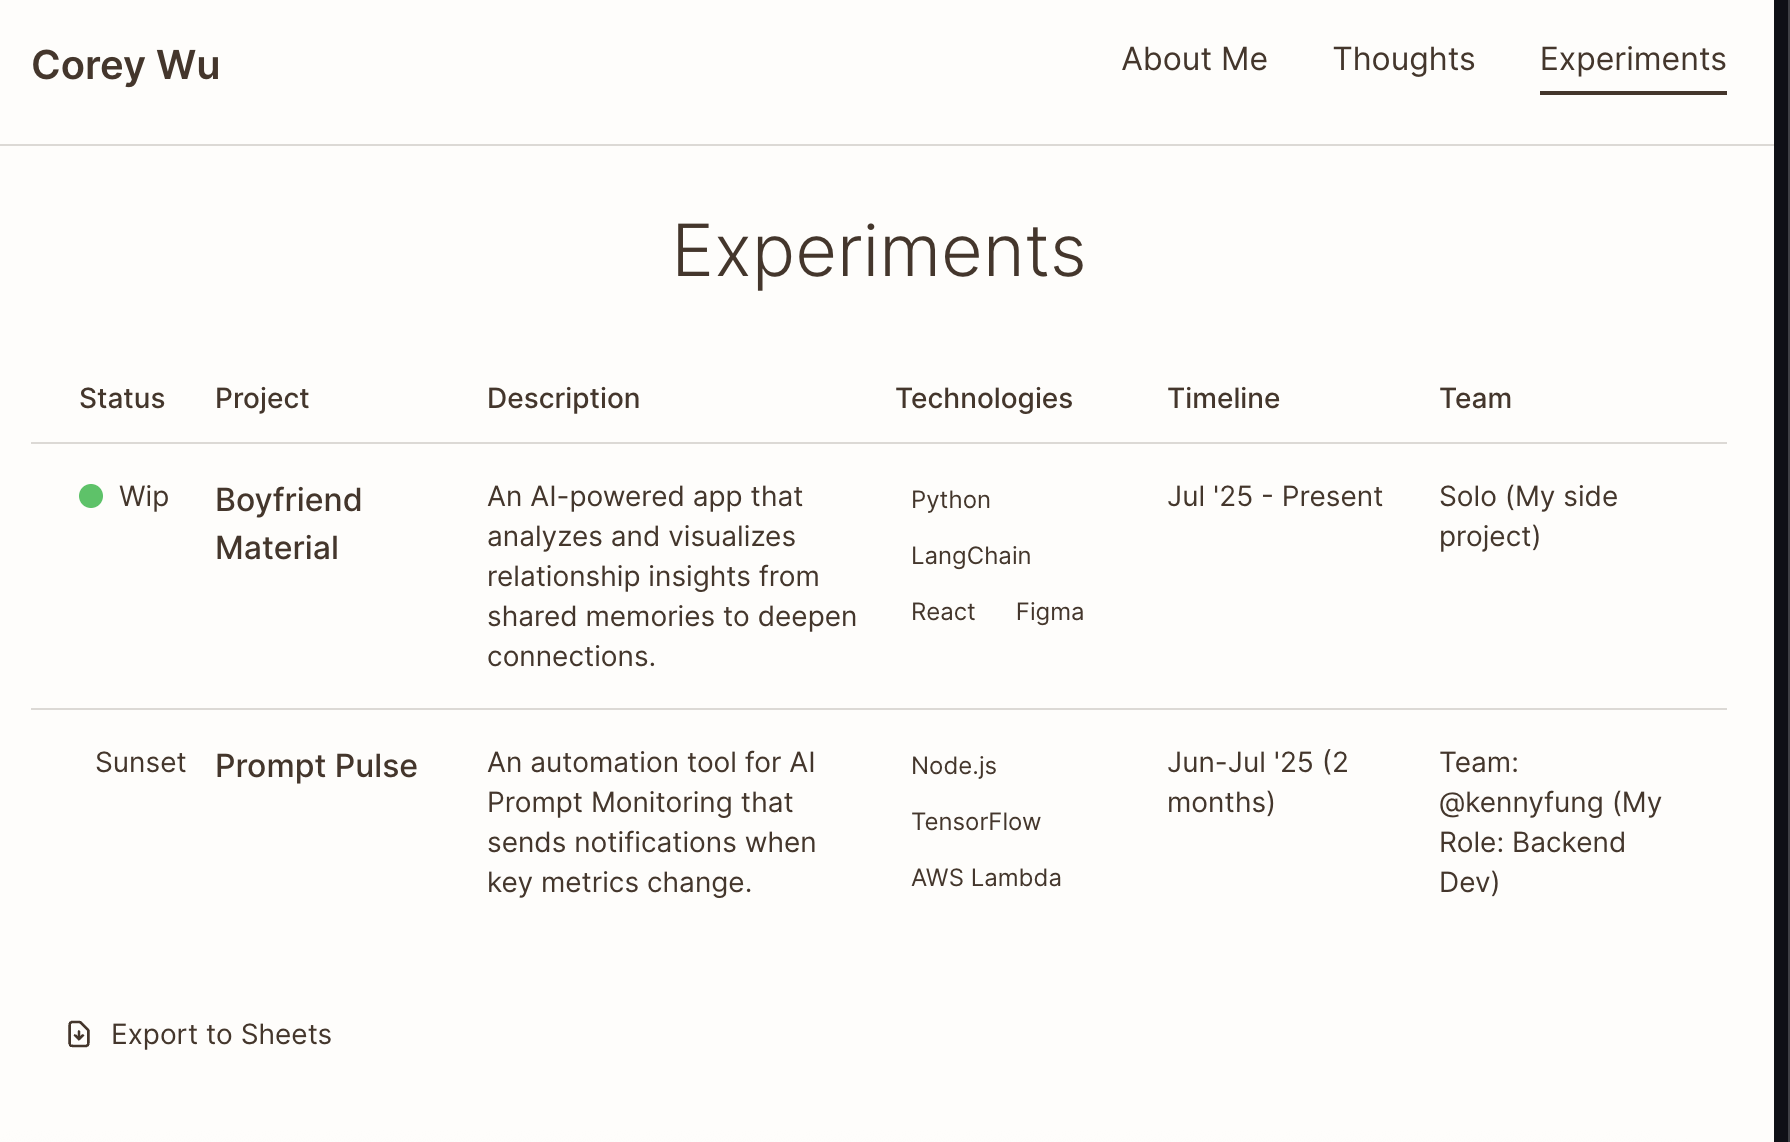 Corey Wu
About Me Thoughts Experiments
Experiments
Status Project Description Technologies Timeline Team
Wip
Boyfriend
Material
An AI-powered app that
analyzes and visualizes
relationship insights from
shared memories to deepen
connections.
Python
LangChain
React Figma
Jul '25 - Present
Solo (My side
project)
Sunset
Prompt Pulse
An automation tool for AI
Prompt Monitoring that
sends notifications when
key metrics change.
Node.js
TensorFlow
AWS Lambda
Jun-Jul '25 (2
months)
Team:
@kennyfung (My
Role: Backend
Dev)
Export to Sheets